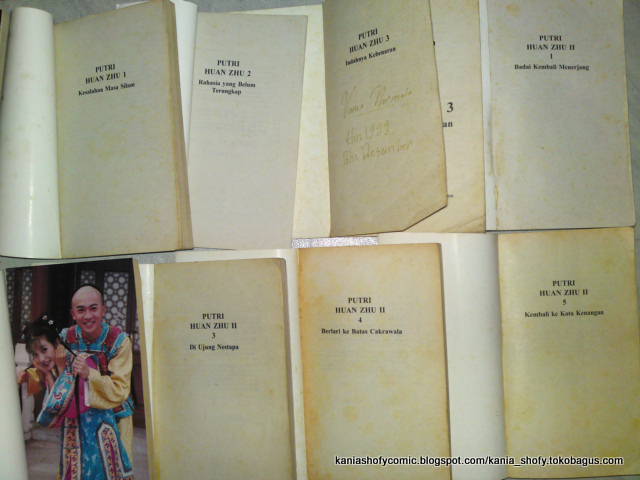 PUTRI
HUAN ZHU 1
Kesalahan Masa Silam
PUTRI
HUAN ZHU 2
Rahasia yang Belum
Terungkap
PUTRI
HUAN ZHU 3
Indahnya Kebenaran
1999
Desember
3
an
PUTRI
HUAN ZHU II
1
Badai Kembali Menerjang
PUTRI
HUAN ZHU II
3
Di Ujung Nestapa
PUTRI
HUAN ZHU II
4
Berlari ke Batas Cakrawala
PUTRI
HUAN ZHU II
5
Kembali ke Kota Kenangan
kaniashofycomic.blogspot.com/kania_shofy.tokobagus.com